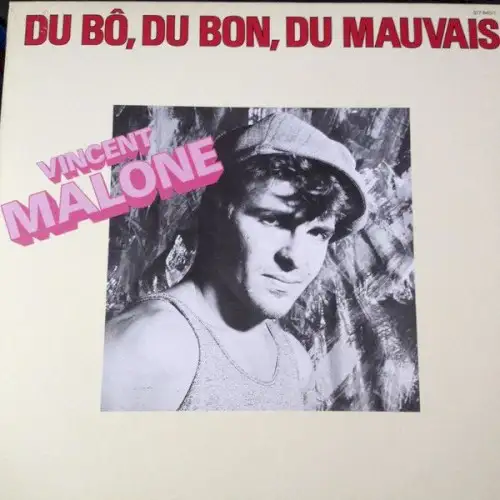 DU BÔ, DU BON, DU MAUVAIS
VINCENT
MALONE